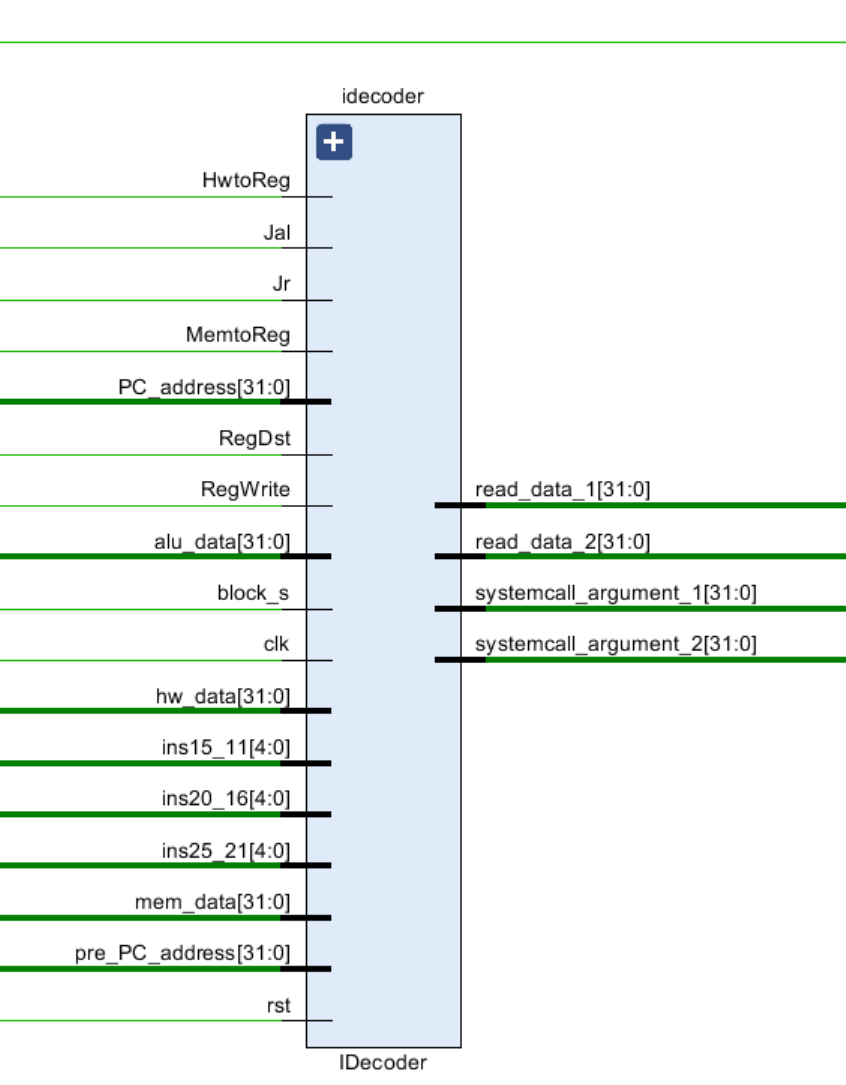 idecoder
HwtoReg
Jal
Jr
MemtoReg
PC_address[31:0]
RegDst
RegWrite
alu_data[31:0]
block_s
clk
hw_data[31:0]
ins15_11[4:0]
ins20_16[4:0]
ins25_21[4:0]
mem_data[31:0]
pre_PC_address[31:0]
rst
read_data_1[31:0]
read_data_2[31:0]
systemcall_argument_1[31:0]
systemcall_argument_2[31:0]
IDecoder